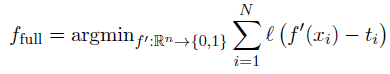 f_full = argmin_{f':ℝ^n→{0,1}} ∑_{i=1}^{N} ℓ (f'(x_i) − t_i)